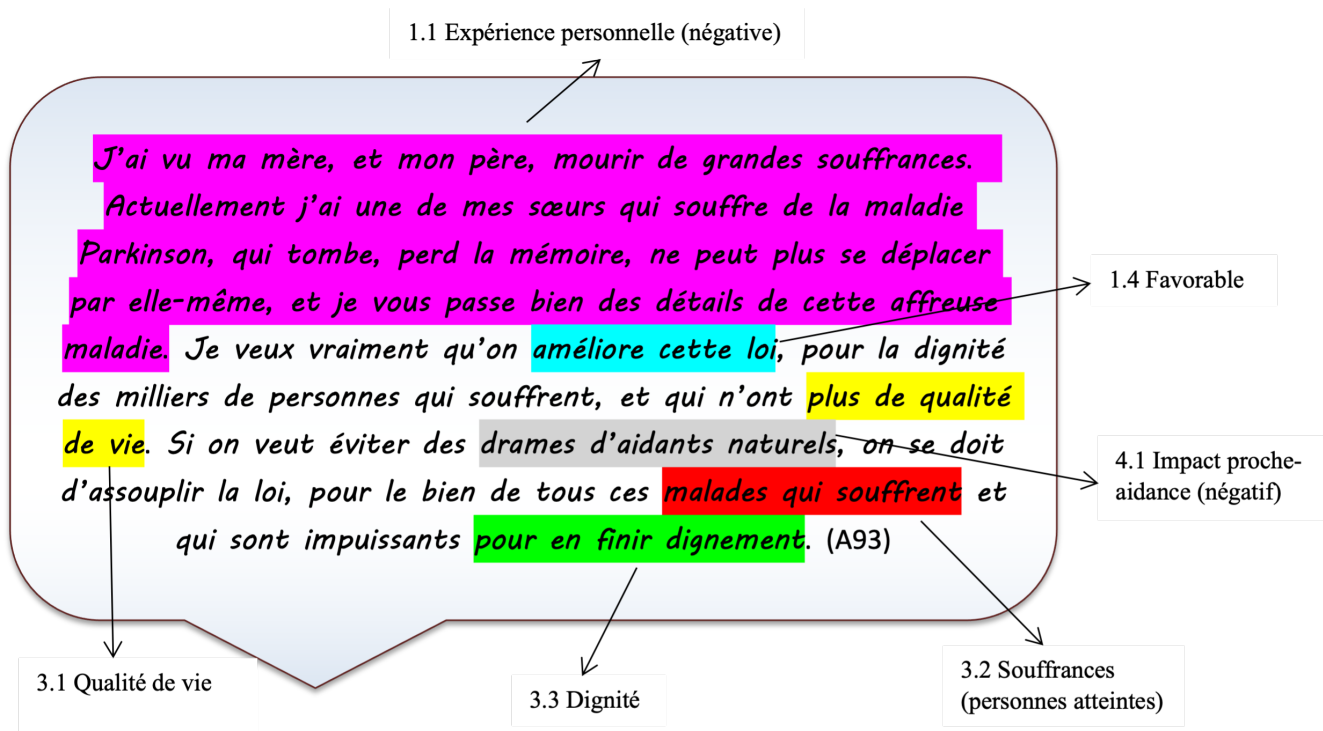 1.1 Expérience personnelle (négative)
J'ai vu ma mère, et mon père, mourir de grandes souffrances.
Actuellement j'ai une de mes sœurs qui souffre de la maladie
Parkinson, qui tombe, perd la mémoire, ne peut plus se déplacer
par elle-même, et je vous passe bien des détails de cette affreuse
maladie. Je veux vraiment qu'on améliore cette loi, pour la dignité
des milliers de personnes qui souffrent, et qui n'ont plus de qualité
de vie. Si on veut éviter des drames d'aidants naturels, on se doit
d'assouplir la loi, pour le bien de tous ces malades qui souffrent et
qui sont impuissants pour en finir dignement. (A93)
1.4 Favorable
4.1 Impact proche-
aidance (négatif)
3.1 Qualité de vie
3.3 Dignité
3.2 Souffrances
(personnes atteintes)